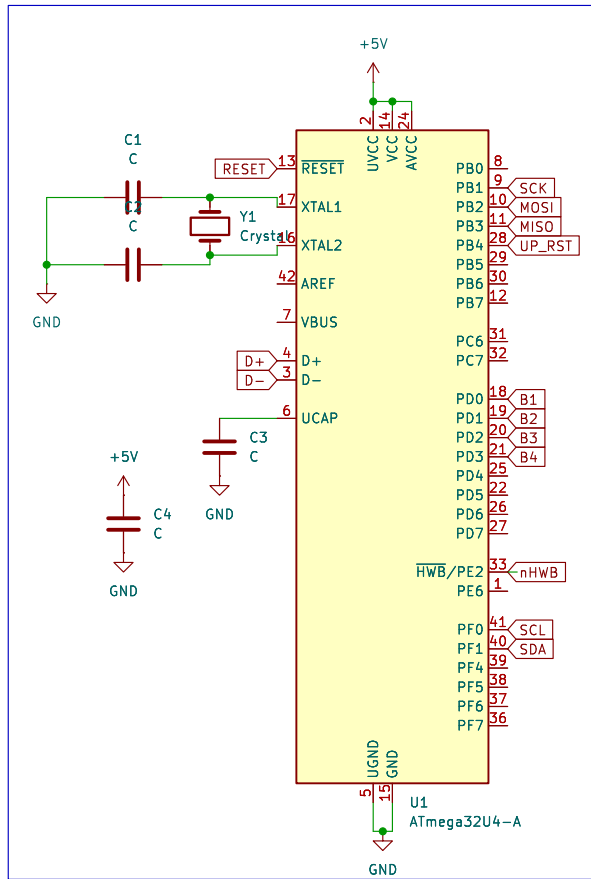 +5V
2
14
24
UVCC
VCC
AVCC
C1
C
C2
C
Y1
Crystal
GND
RESET
13
RESET
17
XTAL1
16
XTAL2
42
AREF
7
VBUS
D+
4
D+
D-
3
D-
6
UCAP
C3
C
GND
+5V
C4
C
GND
PB0
8
PB1
9
SCK
PB2
10
MOSI
PB3
11
MISO
PB4
28
UP_RST
PB5
29
PB6
30
PB7
12
PC6
31
PC7
32
PD0
18
B1
PD1
19
B2
PD2
20
B3
PD3
21
B4
PD4
25
PD5
22
PD6
26
PD7
27
HWB/PE2
33
nHWB
PE6
1
PF0
41
SCL
PF1
40
SDA
PF4
39
PF5
38
PF6
37
PF7
36
UGND
GND
5
15
U1
ATmega32U4-A
GND